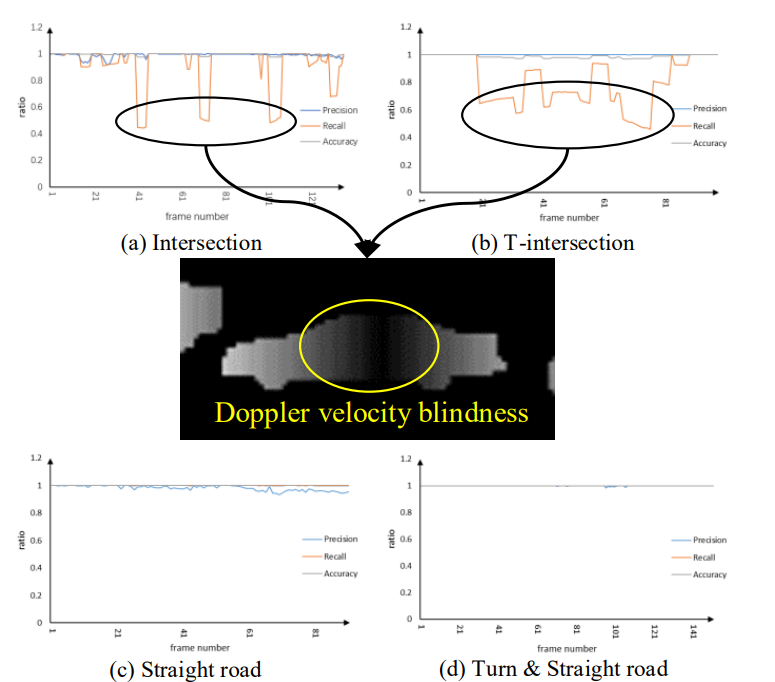 1.2
1
0.8
0.6
0.4
0.2
0
ratio
Precision
Recall
Accuracy
1
21
41
61
81
101
121
frame number
(a) Intersection
1.2
1
0.8
0.6
0.4
0.2
0
ratio
Precision
Recall
Accuracy
1
21
41
61
81
frame number
(b) T-intersection
Doppler velocity blindness
1.2
1
0.8
0.6
0.4
0.2
0
ratio
Precision
Recall
Accuracy
1
21
41
61
81
frame number
(c) Straight road
1.2
1
0.8
0.6
0.4
0.2
0
ratio
Precision
Recall
Accuracy
1
21
41
61
81
101
121
141
frame number
(d) Turn & Straight road